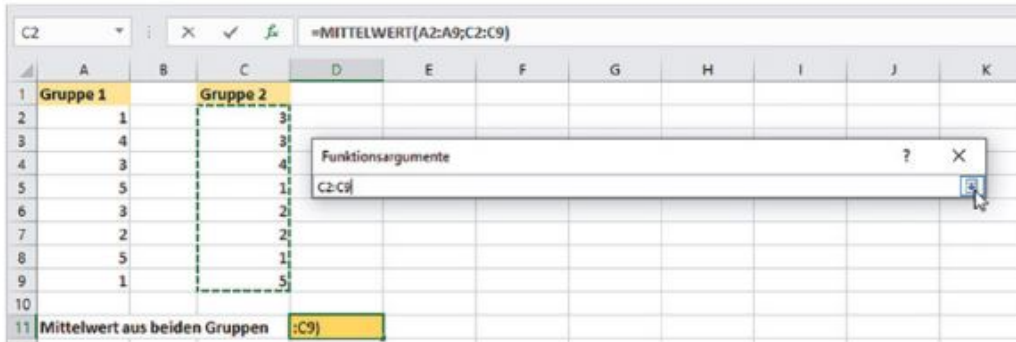 C2 fx =MITTELWERT(A2:A9;C2:C9)
A B C D E F G H I J K
1 Gruppe 1 Gruppe 2
2 1 3
3 4 3
Funktionsargumente ?
4 3 4
5 5 1 C2:C9
6 3 2
7 2 2
8 5 1
9 1 5
10
11 Mittelwert aus beiden Gruppen :C9)